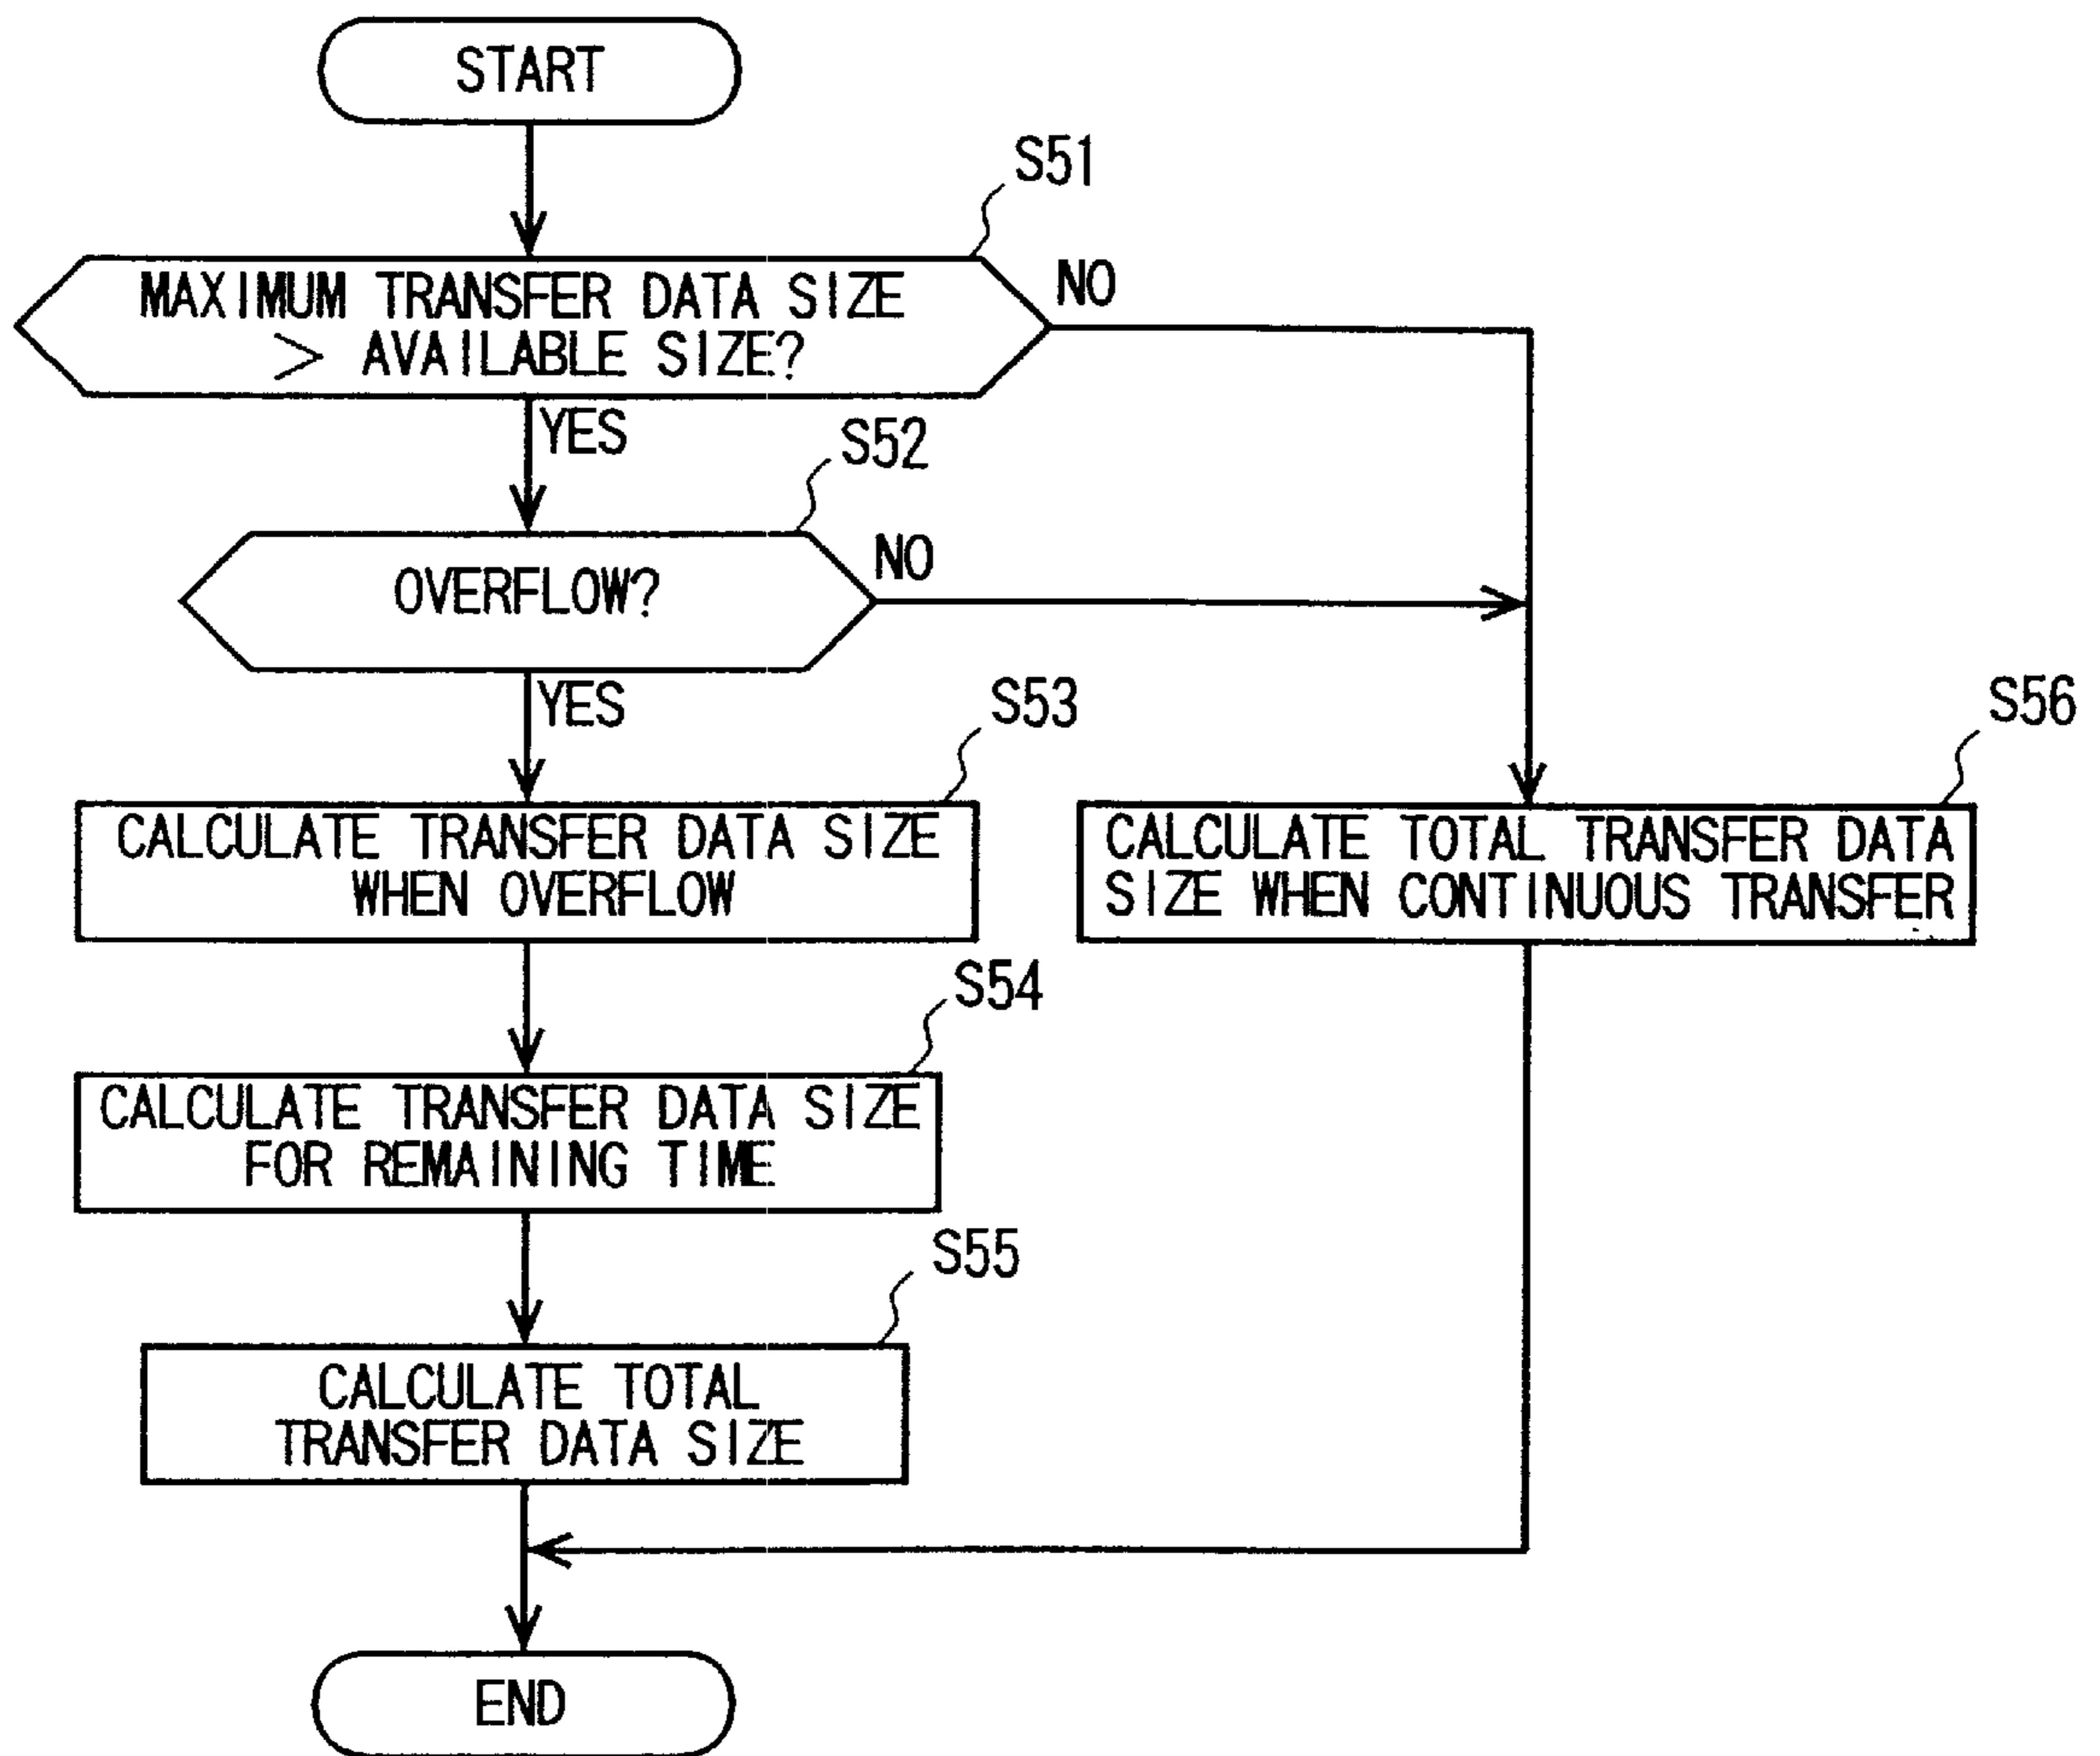 START
S51
MAXIMUM TRANSFER DATA SIZE
> AVAILABLE SIZE?
NO
YES
S52
OVERFLOW?
NO
YES
S53
CALCULATE TRANSFER DATA SIZE
WHEN OVERFLOW
S56
CALCULATE TOTAL TRANSFER DATA
SIZE WHEN CONTINUOUS TRANSFER
S54
CALCULATE TRANSFER DATA SIZE
FOR REMAINING TIME
S55
CALCULATE TOTAL
TRANSFER DATA SIZE
END